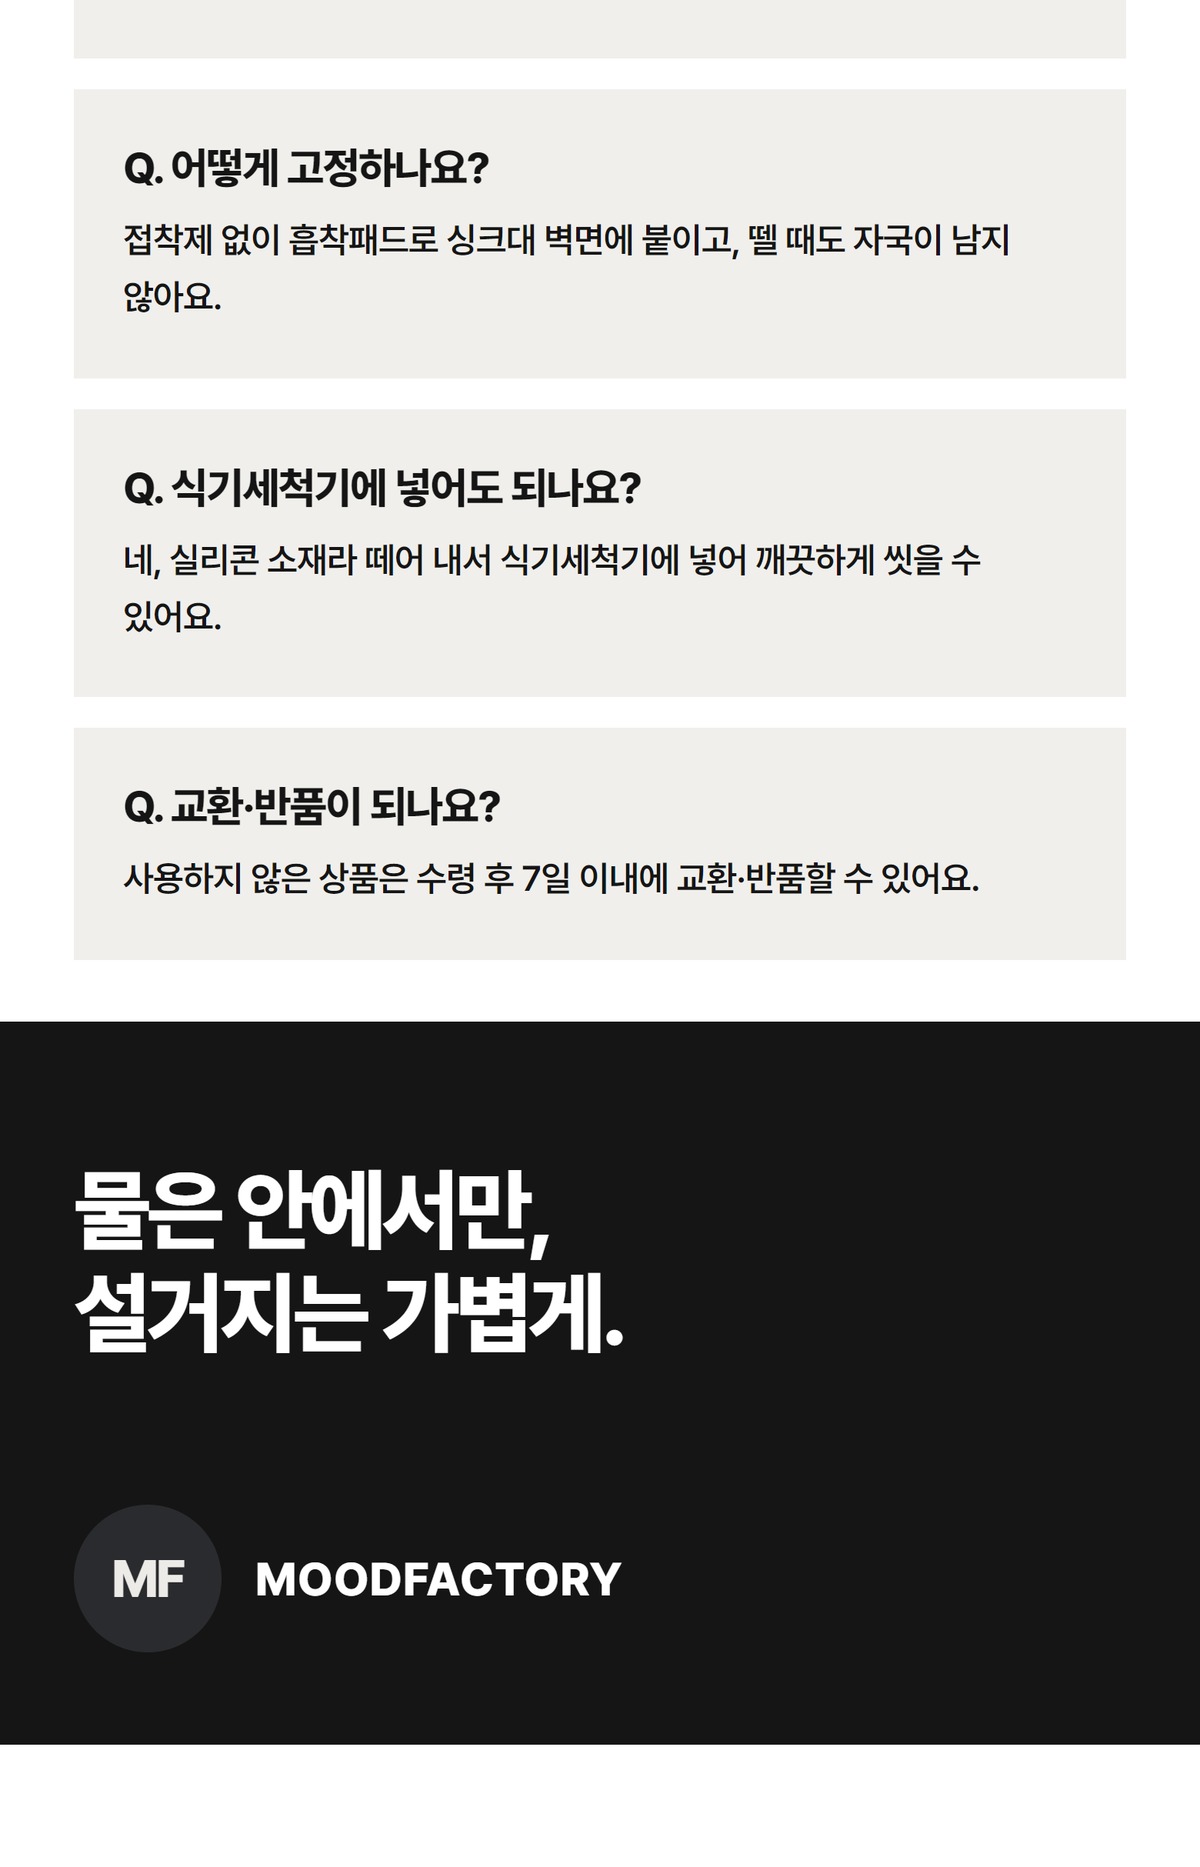 Q. 어떻게 고정하나요?
접착제 없이 흡착패드로 싱크대 벽면에 붙이고, 뗄 때도 자국이 남지
않아요.
Q. 식기세척기에 넣어도 되나요?
네, 실리콘 소재라 떼어 내서 식기세척기에 넣어 깨끗하게 씻을 수
있어요.
Q. 교환·반품이 되나요?
사용하지 않은 상품은 수령 후 7일 이내에 교환·반품할 수 있어요.
물은 안에서만,
설거지는 가볍게.
MF
MOODFACTORY